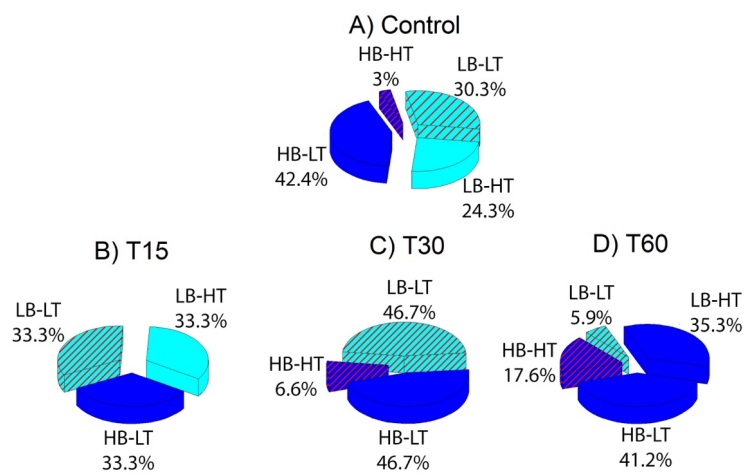 A) Control
HB-HT
3%
LB-LT
30.3%
HB-LT
42.4%
LB-HT
24.3%
B) T15
LB-LT
33.3%
LB-HT
33.3%
HB-LT
33.3%
C) T30
LB-LT
46.7%
HB-HT
6.6%
HB-LT
46.7%
D) T60
LB-LT
5.9%
LB-HT
35.3%
HB-HT
17.6%
HB-LT
41.2%